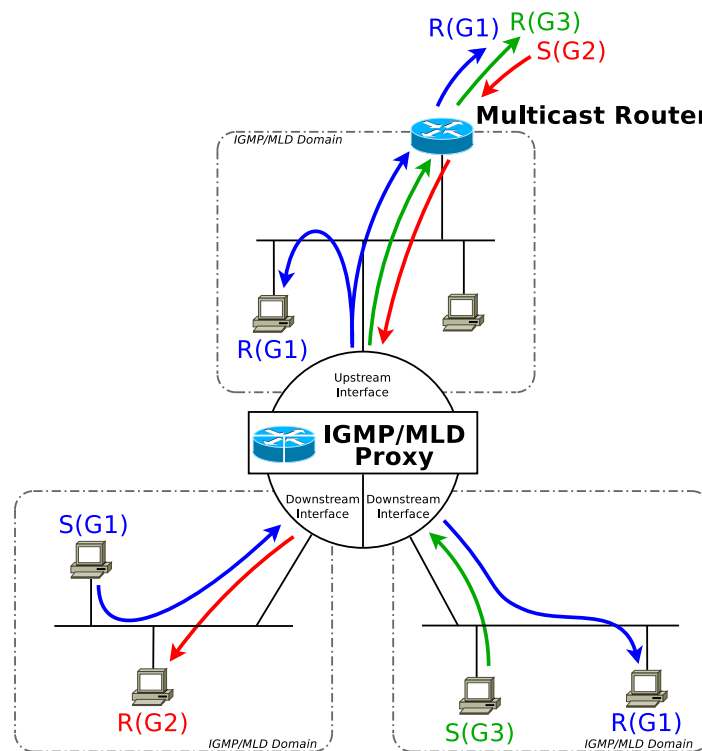 R(G1)
R(G3)
S(G2)
Multicast Router
IGMP/MLD Domain
R(G1)
Upstream
Interface
IGMP/MLD
Proxy
Downstream
Interface
Downstream
Interface
S(G1)
R(G2)
S(G3)
R(G1)
IGMP/MLD Domain
IGMP/MLD Domain